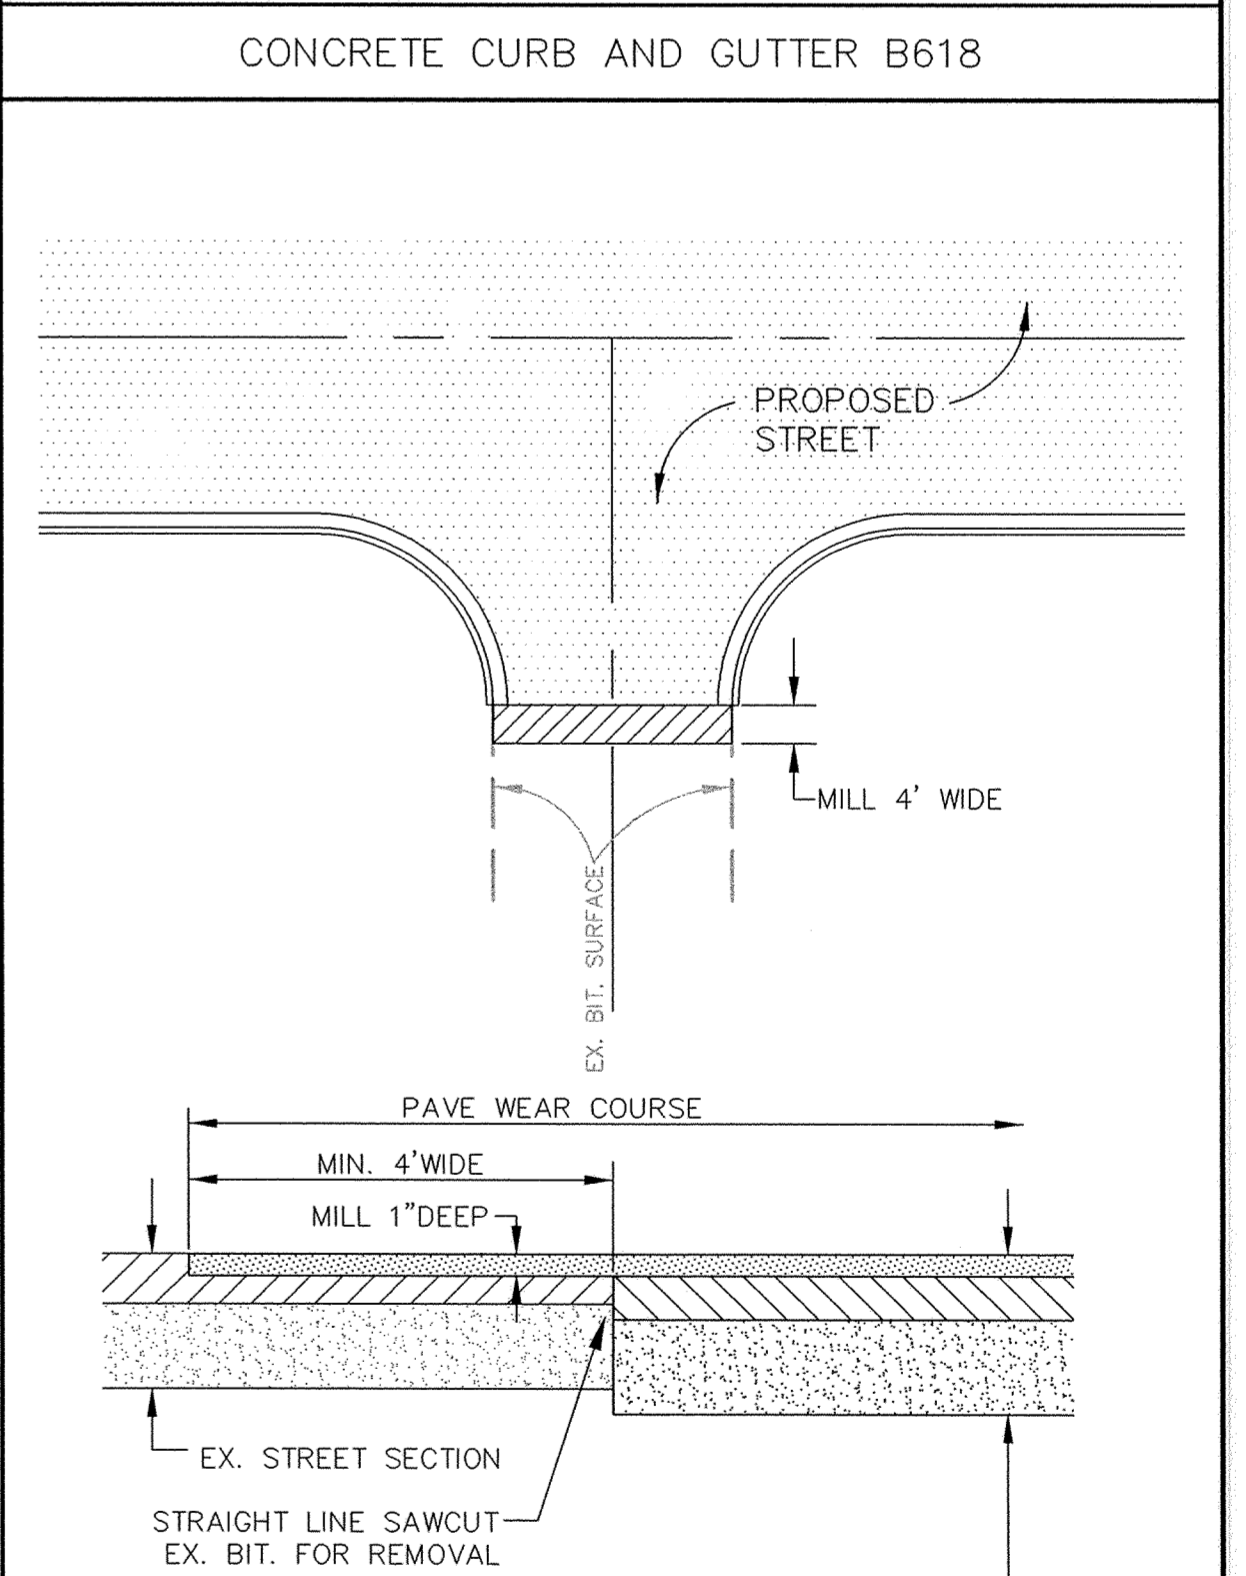 CONCRETE CURB AND GUTTER B618
PROPOSED
STREET
MILL 4' WIDE
EX. BIT. SURFACE
PAVE WEAR COURSE
MIN. 4'WIDE
MILL 1"DEEP
EX. STREET SECTION
STRAIGHT LINE SAWCUT
EX. BIT. FOR REMOVAL